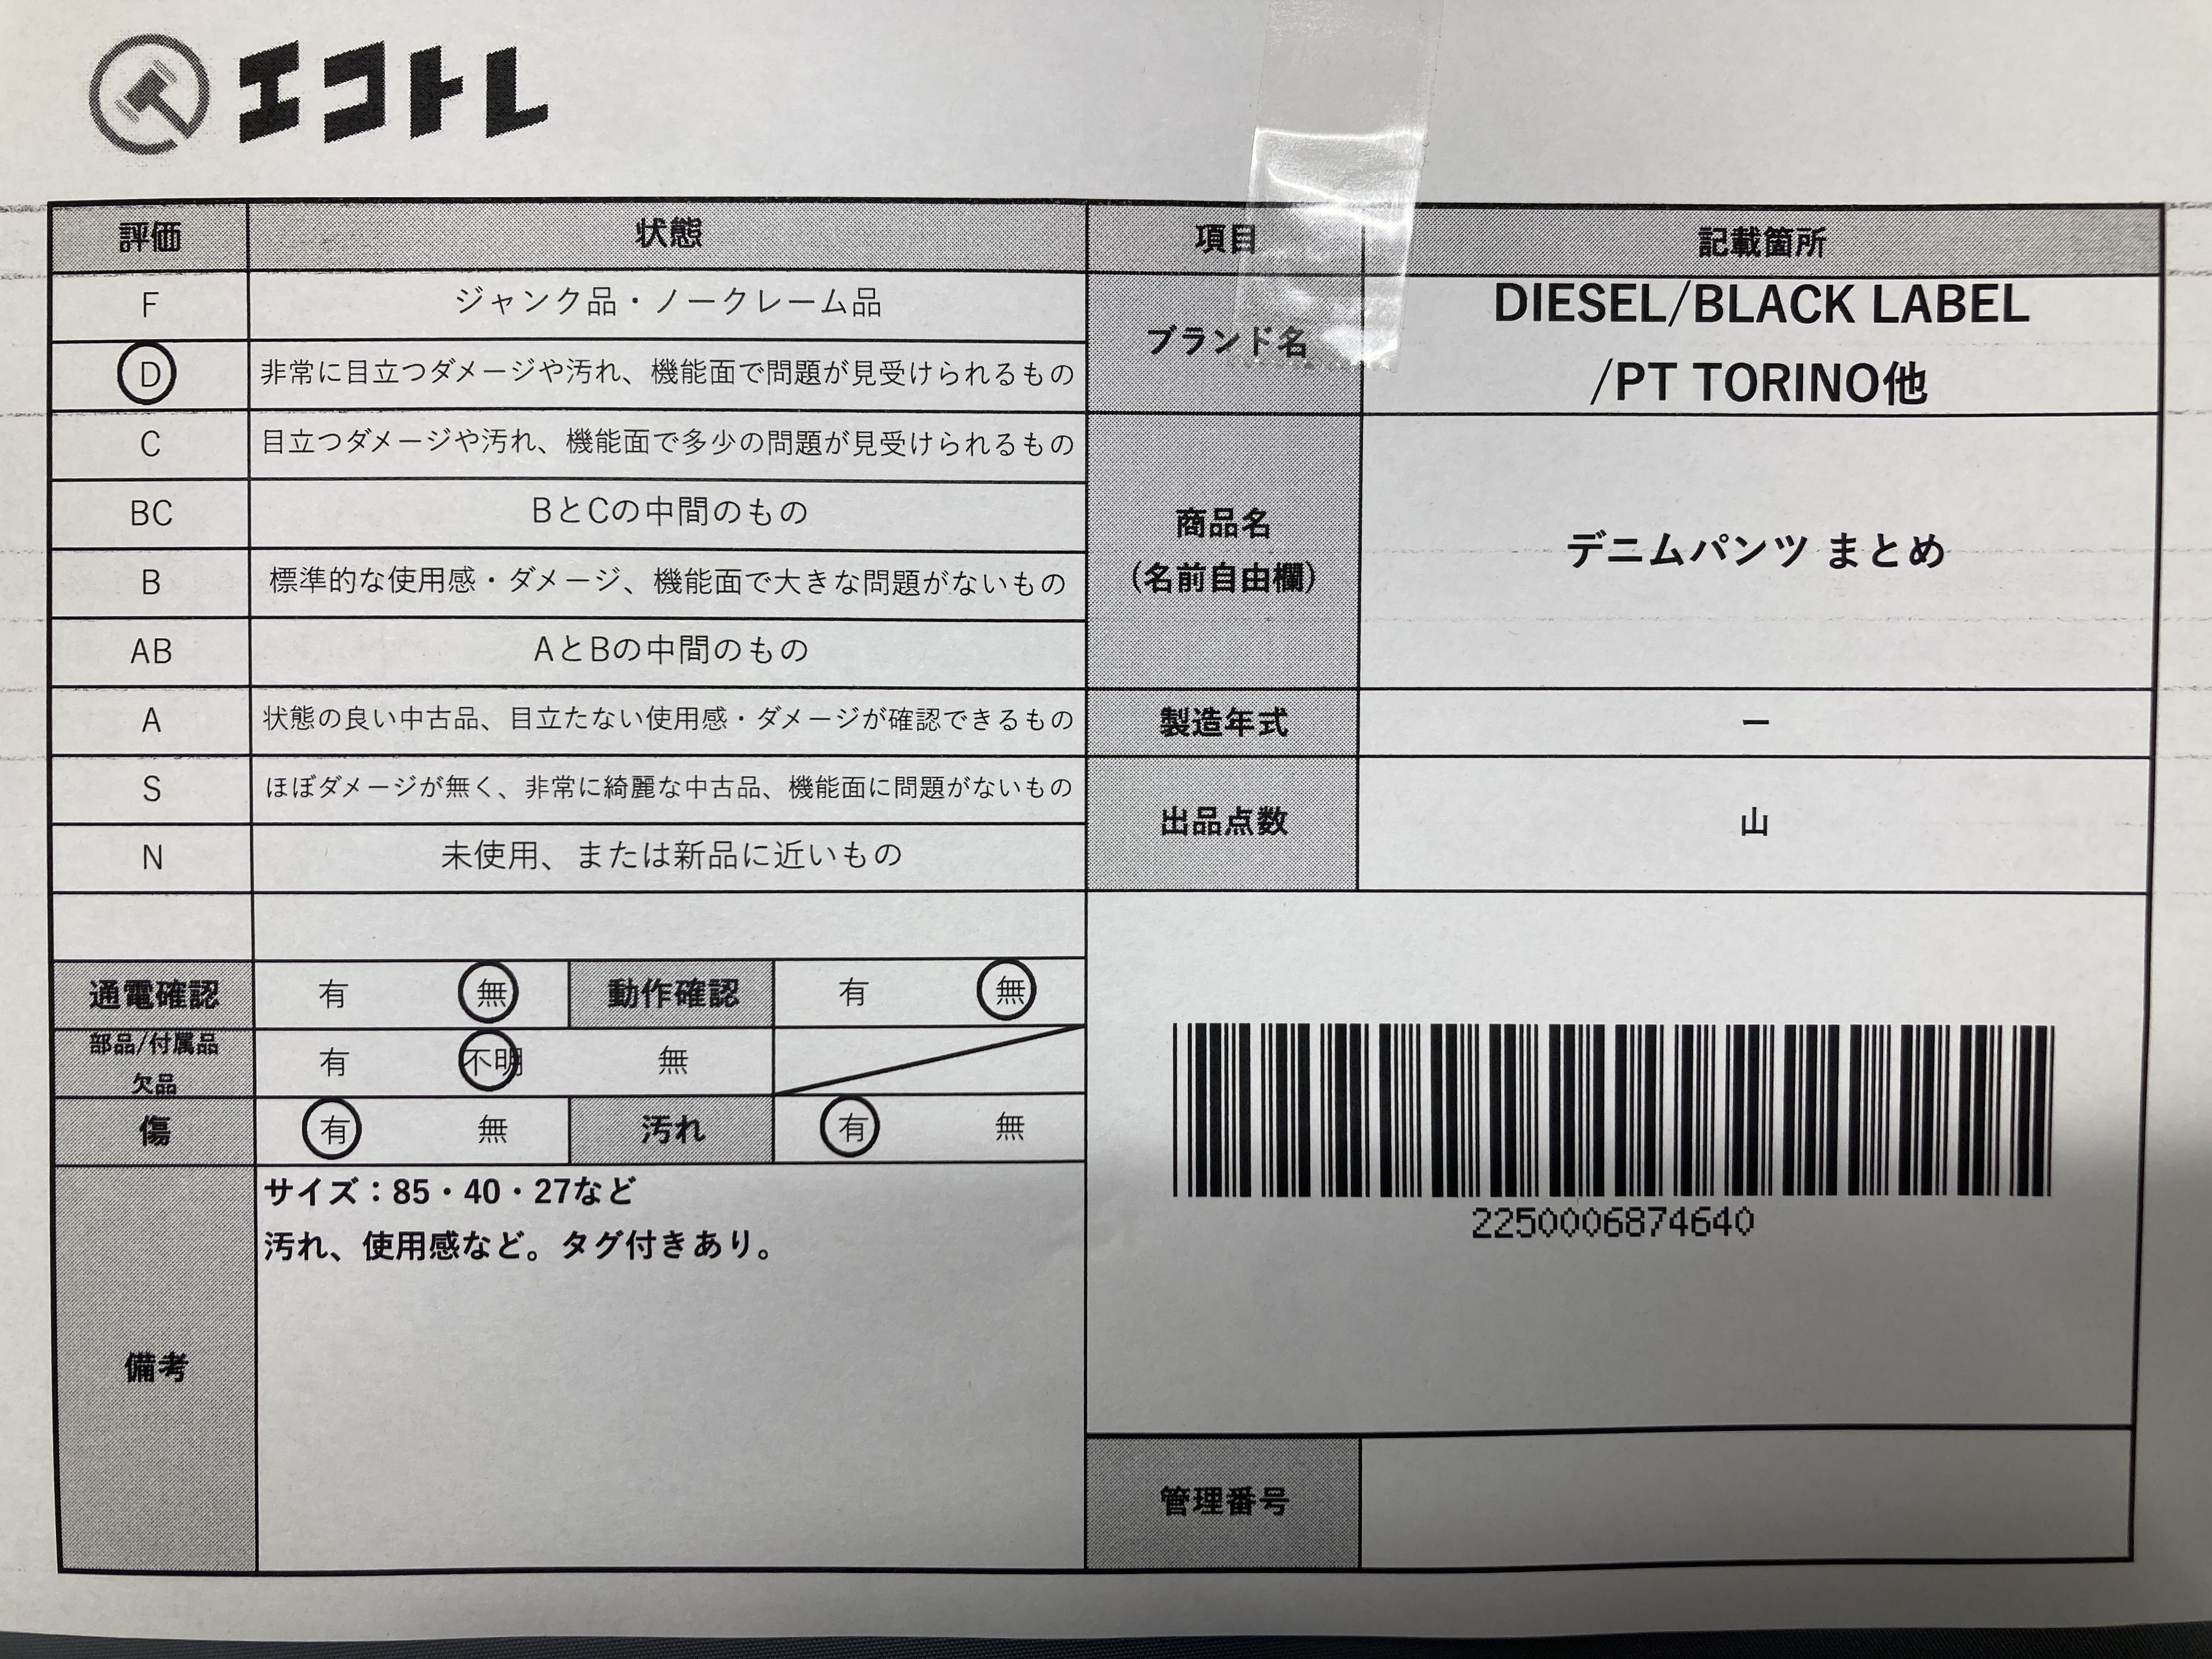 エコトレ
評価 状態 項目 記載箇所
F ジャンク品・ノークレーム品
D 非常に目立つダメージや汚れ、機能面で問題が見受けられるもの
ブランド名
DIESEL/BLACK LABEL
/PT TORINO他
C 目立つダメージや汚れ、機能面で多少の問題が見受けられるもの
BC BとCの中間のもの
B 標準的な使用感・ダメージ、機能面で大きな問題がないもの
商品名
(名前自由欄)
デニムパンツ まとめ
AB AとBの中間のもの
A 状態の良い中古品、目立たない使用感・ダメージが確認できるもの
製造年式 ー
S ほぼダメージが無く、非常に綺麗な中古品、機能面に問題がないもの
出品点数 山
N 未使用、または新品に近いもの
通電確認 有 無 動作確認 有 無
部品/付属品
欠品
有 不明 無
傷 有 無 汚れ 有 無
備考
サイズ：85・40・27など
汚れ、使用感など。タグ付きあり。
2250006874640
管理番号